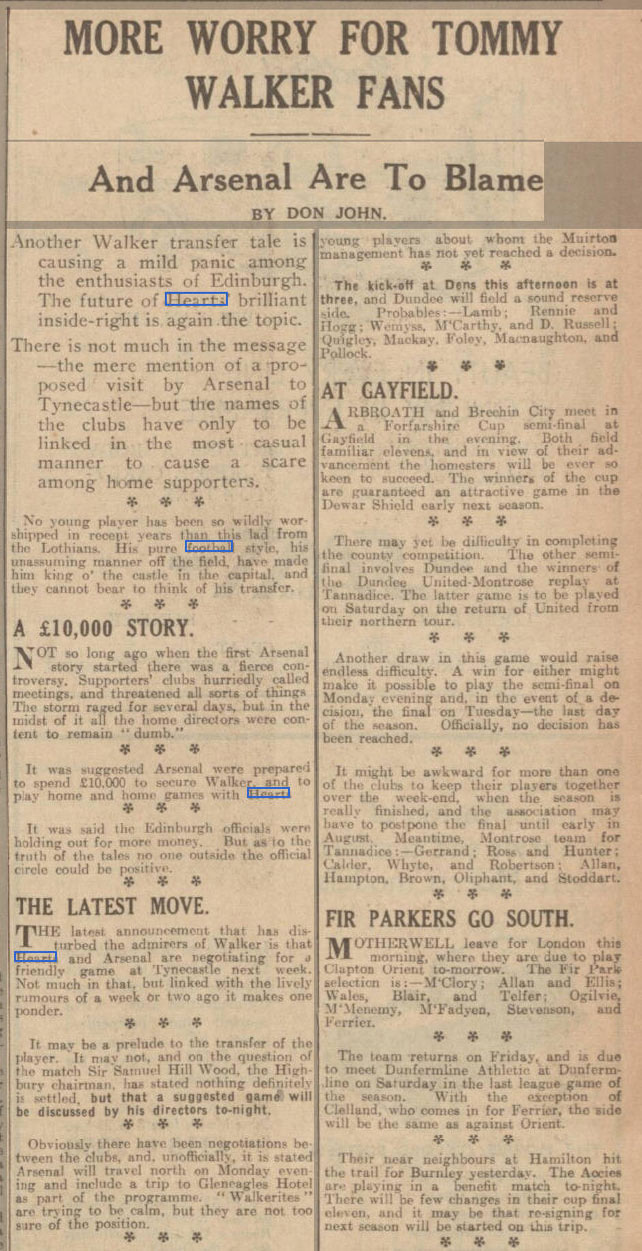 MORE WORRY FOR TOMMY
WALKER FANS
And Arsenal Are To Blame
BY DON JOHN.
Another Walker transfer tale is
causing a mild panic among
the enthusiasts of Edinburgh.
The future of Hearts brilliant
inside-right is again the topic.
There is not much in the message
—the mere mention of a pro-
posed visit by Arsenal to
Tynecastle—but the names of
the clubs have only to be
linked in the most casual
manner to cause a scare
among home supporters.
* * *
No young player has been so wildly wor-
shipped in recent years than this lad from
the Lothians. His pure football style, his
unassuming manner off the field, have made
him king o' the castle in the capital, and
they cannot bear to think of his transfer.
* * *
A £10,000 STORY.
NOT so long ago when the first Arsenal
story started there was a fierce con-
troversy. Supporters' clubs hurriedly called
meetings, and threatened all sorts of things
The storm raged for several days, but in the
midst of it all the home directors were con-
tent to remain "dumb."
* * *
It was suggested Arsenal were prepared
to spend £10,000 to secure Walker, and to
play home and home games with Hearts
* * *
It was said the Edinburgh officials were
holding out for more money. But as to the
truth of the tales no one outside the official
circle could be positive.
* * *
THE LATEST MOVE.
THE latest announcement that has dis-
turbed the admirers of Walker is that
Hearts and Arsenal are negotiating for a
friendly game at Tynecastle next week.
Not much in that, but linked with the lively
rumours of a week or two ago it makes one
ponder.
* * *
It may be a prelude to the transfer of the
player. It may not, and on the question of
the match Sir Samuel Hill Wood, the High-
bury chairman, has stated nothing definitely
is settled, but that a suggested game will
be discussed by his directors to-night.
* * *
Obviously there have been negotiations be-
tween the clubs, and, unofficially, it is stated
Arsenal will travel north on Monday even-
ing and include a trip to Gleneagles Hotel
as part of the programme. "Walkerites"
are trying to be calm, but they are not too
sure of the position.
* * *
young players about whom the Muirton
management has not yet reached a decision.
* * *
The kick-off at Dens this afternoon is at
three, and Dundee will field a sound reserve
side. Probables:—Lamb; Rennie and
Hogg; Wemyss, M'Carthy, and D. Russell;
Quigley, Mackay, Foley, Macnaughton, and
Pollock.
* * *
AT GAYFIELD.
ARBROATH and Brechin City meet in
a Forfarshire Cup semi-final at
Gayfield in the evening. Both field
familiar elevens, and in view of their ad-
vancement the homesters will be ever so
keen to succeed. The winners of the cup
are guaranteed an attractive game in the
Dewar Shield early next season.
* * *
There may yet be difficulty in completing
the county competition. The other semi-
final involves Dundee and the winners of
the Dundee United-Montrose replay at
Tannadice. The latter game is to be played
on Saturday on the return of United from
their northern tour.
* * *
Another draw in this game would raise
endless difficulty. A win for either might
make it possible to play the semi-final on
Monday evening and, in the event of a de-
cision, the final on Tuesday—the last day
of the season. Officially, no decision has
been reached.
* * *
It might be awkward for more than one
of the clubs to keep their players together
over the week-end, when the season is
really finished, and the association may
have to postpone the final until early in
August. Meantime, Montrose team for
Tannadice:—Gerrand; Ross and Hunter;
Calder, Whyte, and Robertson; Allan,
Hampton, Brown, Oliphant, and Stoddart.
* * *
FIR PARKERS GO SOUTH.
MOTHERWELL leave for London this
morning, where they are due to play
Clapton Orient to-morrow. The Fir Park
selection is:—M'Clory; Allan and Ellis;
Wales, Blair, and Telfer; Ogilvie,
M'Menemy, M'Fadyen, Stevenson, and
Ferrier.
* * *
The team returns on Friday, and is due
to meet Dunfermline Athletic at Dunferm-
line on Saturday in the last league game of
the season. With the exception of
Clelland, who comes in for Ferrier, the side
will be the same as against Orient.
* * *
Their near neighbours at Hamilton hit
the trail for Burnley yesterday. The Accies
are playing in a benefit match to-night.
There will be few changes in their cup final
eleven, and it may be that re-signing for
next season will be started on this trip.
* * *